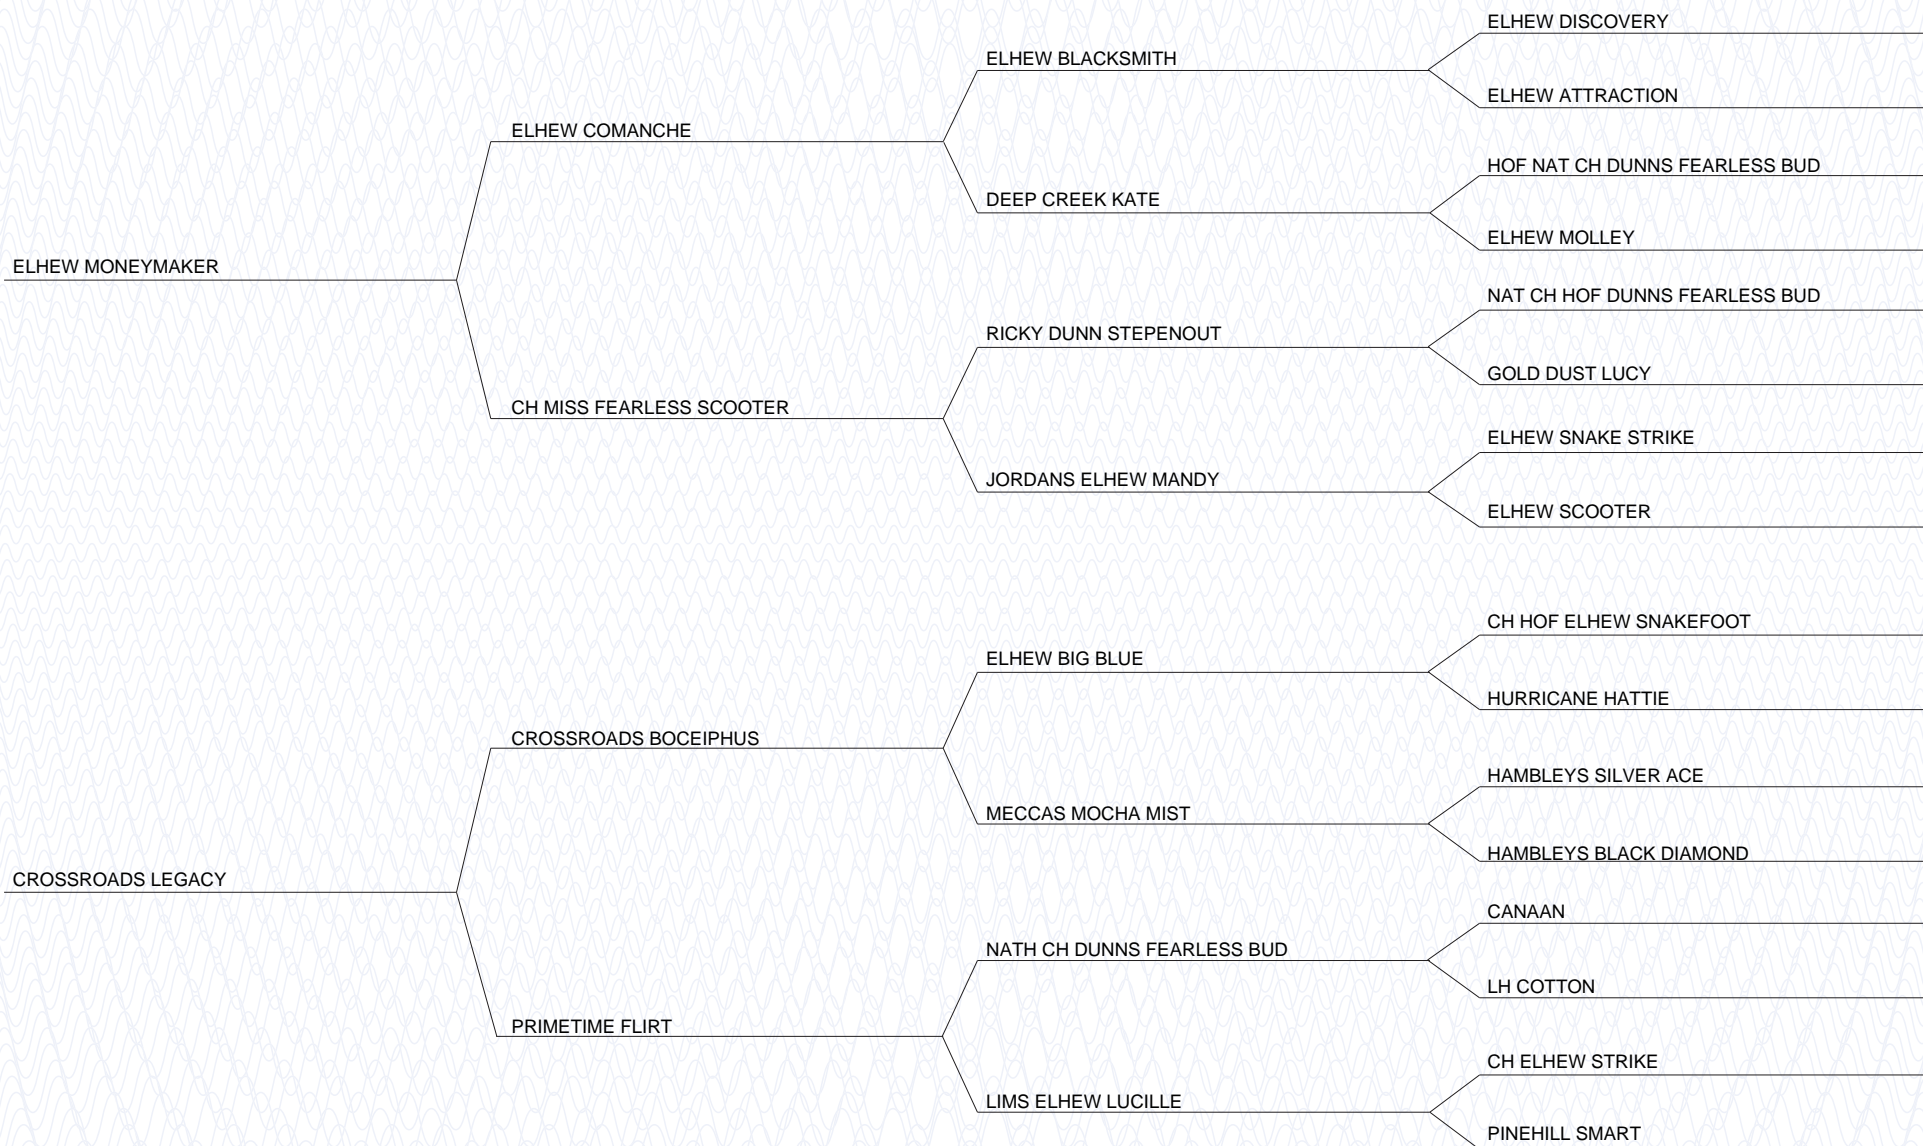 ELHEW DISCOVERY
ELHEW BLACKSMITH
ELHEW ATTRACTION
ELHEW COMANCHE
HOF NAT CH DUNNS FEARLESS BUD
DEEP CREEK KATE
ELHEW MOLLEY
ELHEW MONEYMAKER
NAT CH HOF DUNNS FEARLESS BUD
RICKY DUNN STEPENOUT
GOLD DUST LUCY
CH MISS FEARLESS SCOOTER
ELHEW SNAKE STRIKE
JORDANS ELHEW MANDY
ELHEW SCOOTER
CH HOF ELHEW SNAKEFOOT
ELHEW BIG BLUE
HURRICANE HATTIE
CROSSROADS BOCEIPHUS
HAMBLEYS SILVER ACE
MECCAS MOCHA MIST
HAMBLEYS BLACK DIAMOND
CROSSROADS LEGACY
CANAAN
NATH CH DUNNS FEARLESS BUD
LH COTTON
PRIMETIME FLIRT
CH ELHEW STRIKE
LIMS ELHEW LUCILLE
PINEHILL SMART